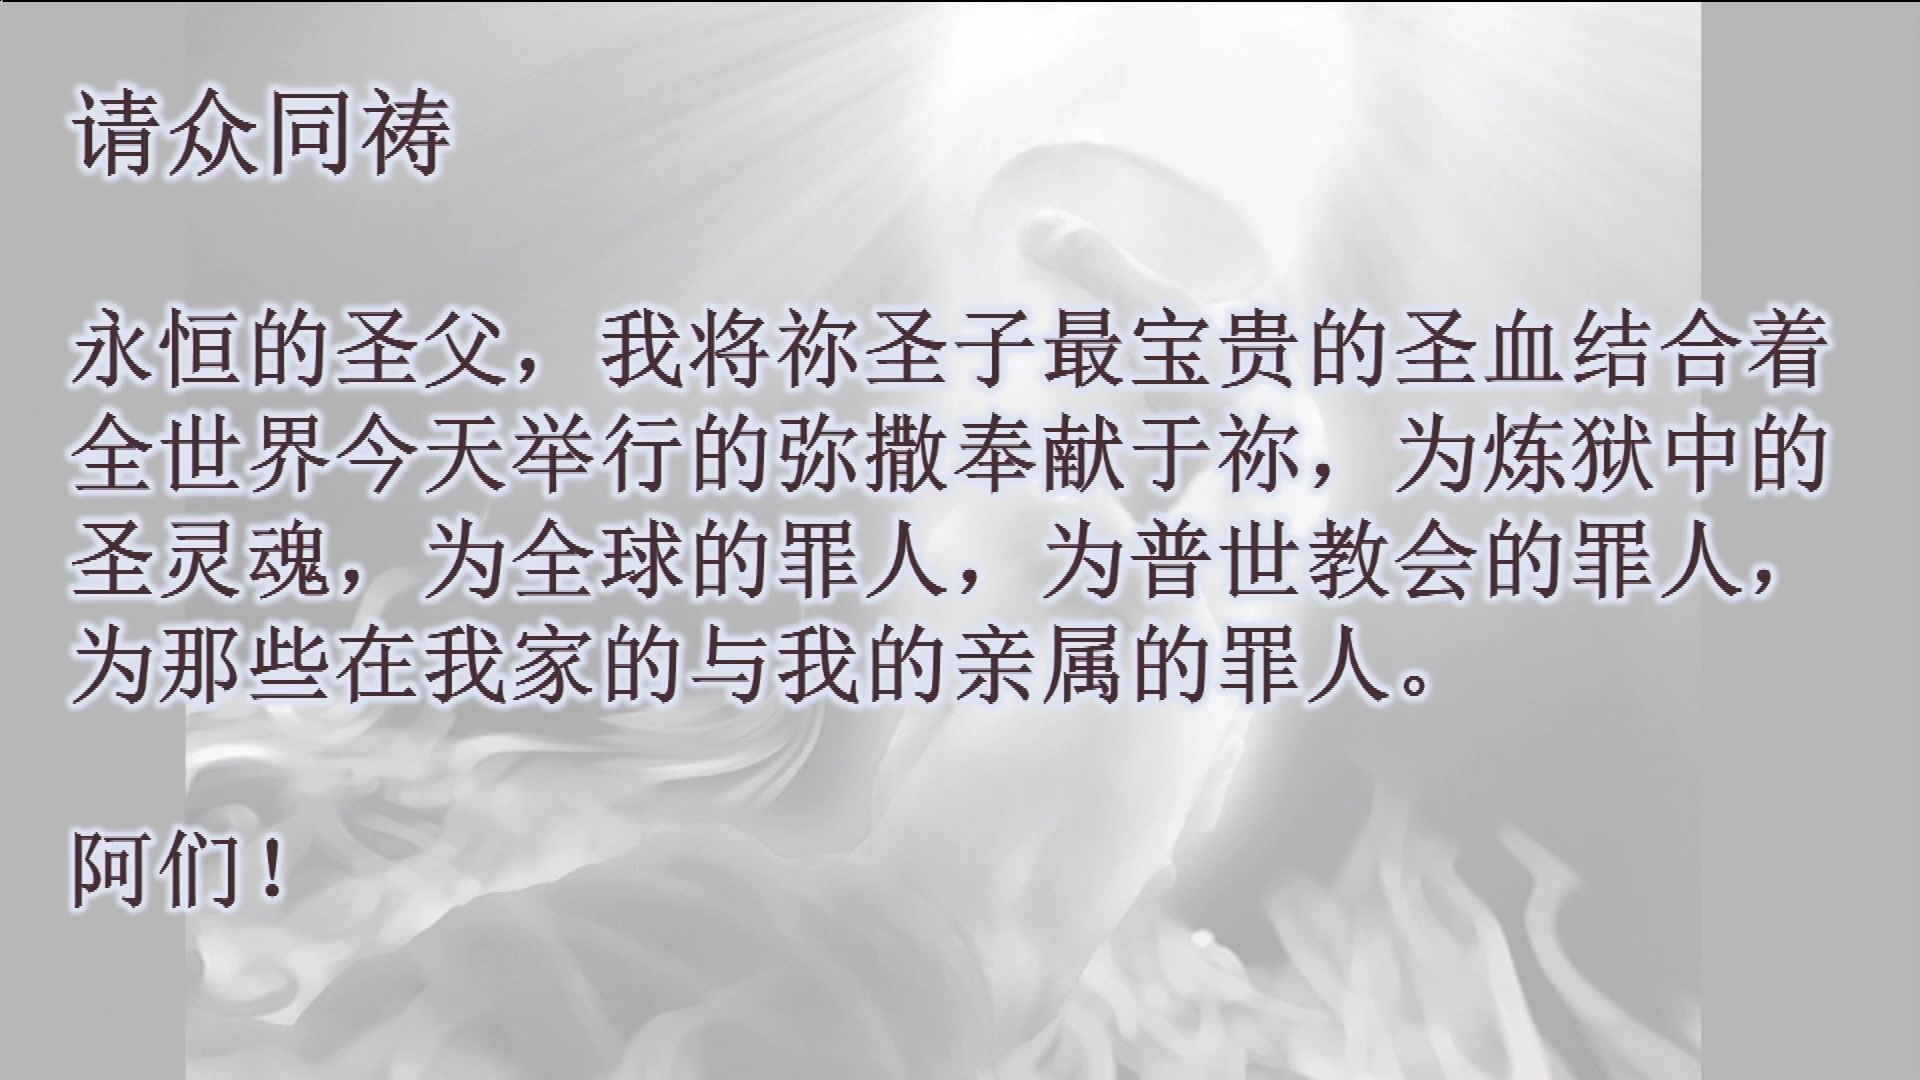 请众同祷
永恒的圣父，我将祢圣子最宝贵的圣血结合着
全世界今天举行的弥撒奉献于祢，为炼狱中的
圣灵魂，为全球的罪人，为普世教会的罪人，
为那些在我家的与我的亲属的罪人。
阿们！